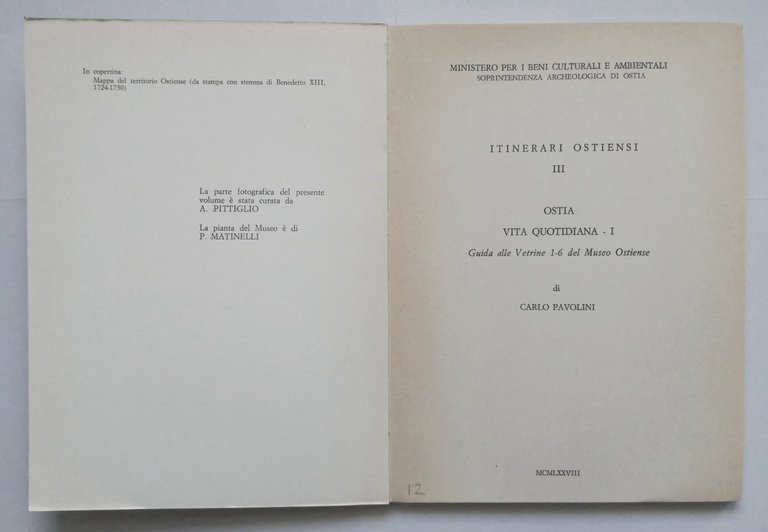 In copertina:
Mappa del territorio Ostiense (da stampa con stemma di Benedetto XIII,
1724-1730)
La parte fotografica del presente
volume è stata curata da
A. PITTIGLIO
La pianta del Museo è di
P. MATINELLI
MINISTERO PER I BENI CULTURALI E AMBIENTALI
SOPRINTENDENZA ARCHEOLOGICA DI OSTIA
ITINERARI OSTIENSI
III
OSTIA
VITA QUOTIDIANA - I
Guida alle Vetrine 1-6 del Museo Ostiense
di
CARLO PAVOLINI
MCMLXXVIII
12